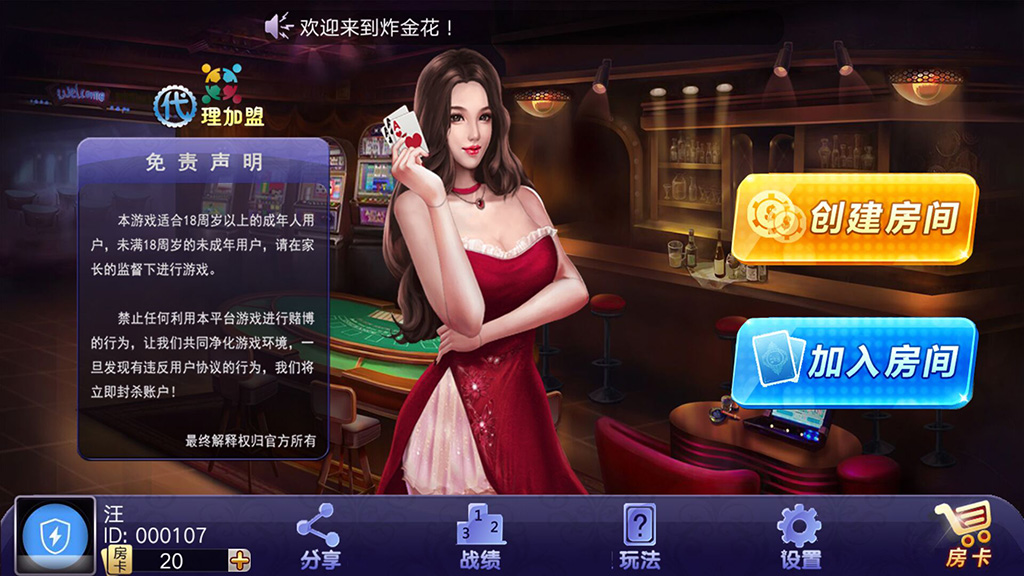 欢迎来到炸金花！
代
理加盟
Welcome
免责声明
本游戏适合18周岁以上的成年人用
户，未满18周岁的未成年用户，请在家
长的监督下进行游戏。
禁止任何利用本平台游戏进行赌博
的行为，让我们共同净化游戏环境，一
旦发现有违反用户协议的行为，我们将
立即封杀账户！
最终解释权归官方所有
A
创建房间
加入房间
汪
ID: 000107
房卡
20
分享
1
3 2
战绩
?
玩法
设置
房卡